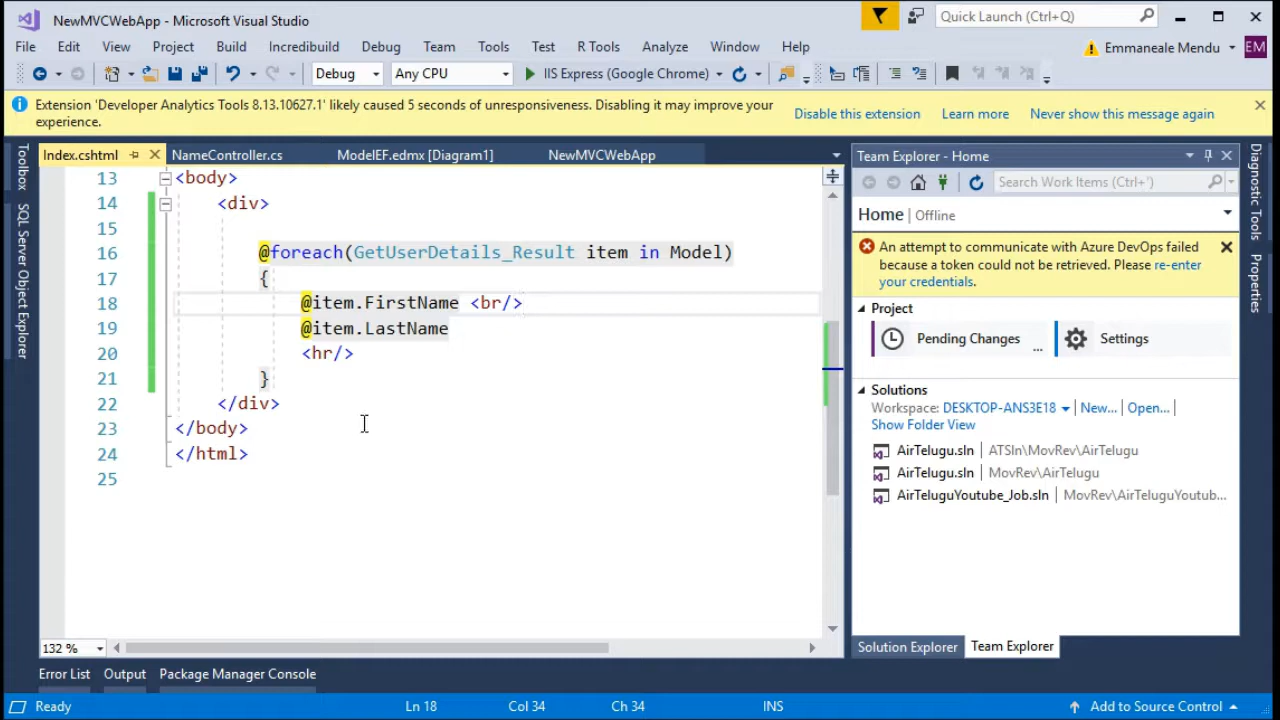 NewMVCWebApp - Microsoft Visual Studio
Quick Launch (Ctrl+Q)
File Edit View Project Build Incredibuild Debug Team Tools Test R Tools Analyze Window Help
Emmaneale Mendu EM
Debug Any CPU IIS Express (Google Chrome)
Extension 'Developer Analytics Tools 8.13.10627.1' likely caused 5 seconds of unresponsiveness. Disabling it may improve your
experience.
Disable this extension Learn more Never show this message again
Toolbox
SQL Server Object Explorer
Index.cshtml NameController.cs ModelEF.edmx [Diagram1] NewMVCWebApp
13 <body>
14 <div>
15
16 @foreach(GetUserDetails_Result item in Model)
17 {
18 @item.FirstName <br/>
19 @item.LastName
20 <hr/>
21 }
22 </div>
23 </body>
24 </html>
25
132 %
Team Explorer - Home
Search Work Items (Ctrl+')
Home | Offline
An attempt to communicate with Azure DevOps failed
because a token could not be retrieved. Please re-enter
your credentials.
Project
Pending Changes ... Settings
Solutions
Workspace: DESKTOP-ANS3E18 New... | Open... |
Show Folder View
AirTelugu.sln | ATSln\MovRev\AirTelugu
AirTelugu.sln | MovRev\AirTelugu
AirTeluguYoutube_Job.sln | MovRev\AirTeluguYoutub...
Solution Explorer Team Explorer
Diagnostic Tools
Properties
Error List Output Package Manager Console
Ready Ln 18 Col 34 Ch 34 INS Add to Source Control